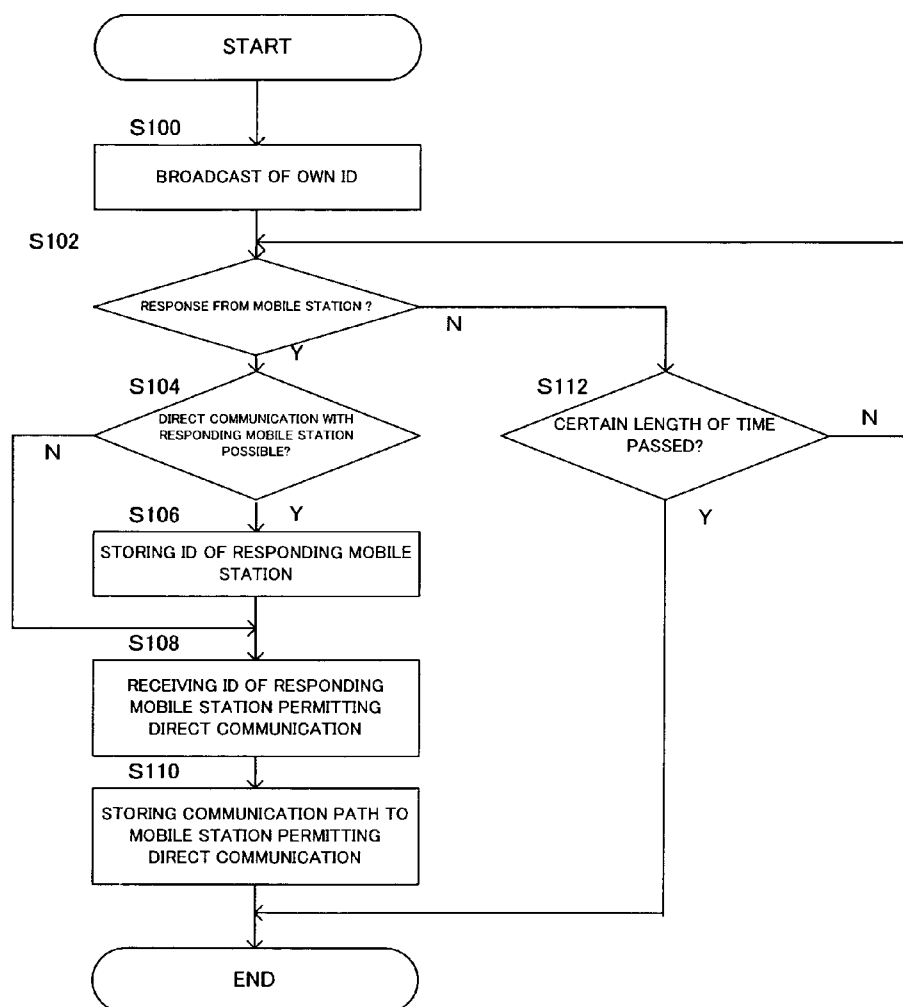 START
S100
BROADCAST OF OWN ID
S102
RESPONSE FROM MOBILE STATION ?
N
Y
S104
DIRECT COMMUNICATION WITH
RESPONDING MOBILE STATION
POSSIBLE?
N
Y
S112
CERTAIN LENGTH OF TIME
PASSED?
N
Y
S106
STORING ID OF RESPONDING MOBILE
STATION
S108
RECEIVING ID OF RESPONDING
MOBILE STATION PERMITTING
DIRECT COMMUNICATION
S110
STORING COMMUNICATION PATH TO
MOBILE STATION PERMITTING
DIRECT COMMUNICATION
END